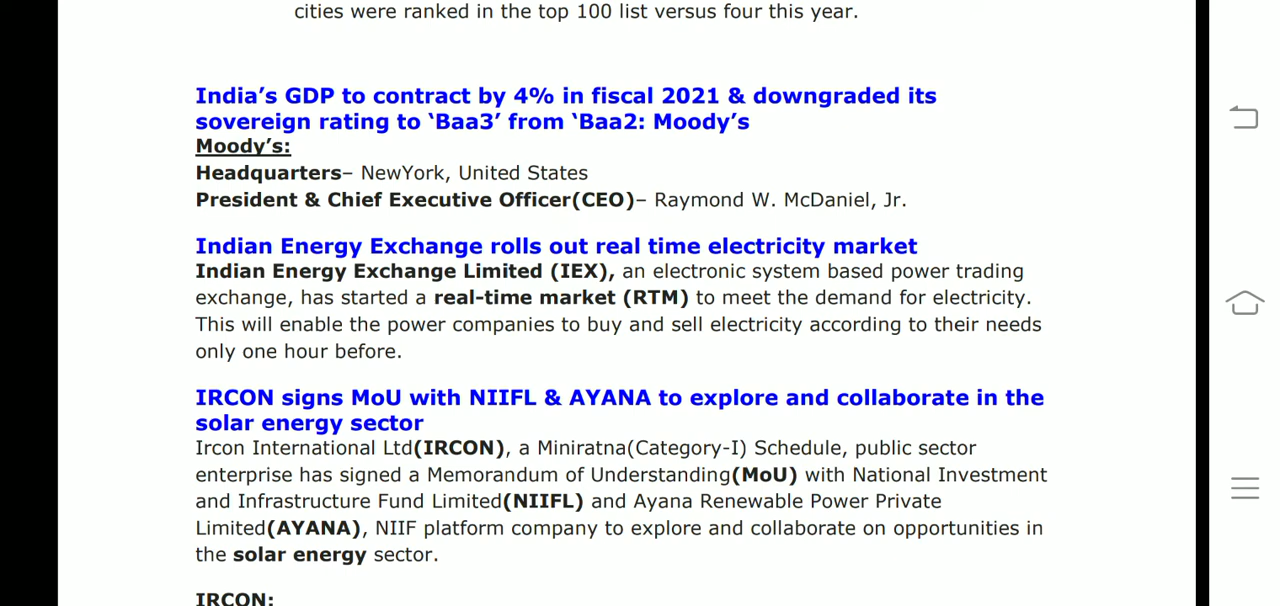 cities were ranked in the top 100 list versus four this year.
India’s GDP to contract by 4% in fiscal 2021 & downgraded its
sovereign rating to ‘Baa3’ from ‘Baa2: Moody’s
Moody’s:
Headquarters– NewYork, United States
President & Chief Executive Officer(CEO)– Raymond W. McDaniel, Jr.
Indian Energy Exchange rolls out real time electricity market
Indian Energy Exchange Limited (IEX), an electronic system based power trading
exchange, has started a real-time market (RTM) to meet the demand for electricity.
This will enable the power companies to buy and sell electricity according to their needs
only one hour before.
IRCON signs MoU with NIIFL & AYANA to explore and collaborate in the
solar energy sector
Ircon International Ltd(IRCON), a Miniratna(Category-I) Schedule, public sector
enterprise has signed a Memorandum of Understanding(MoU) with National Investment
and Infrastructure Fund Limited(NIIFL) and Ayana Renewable Power Private
Limited(AYANA), NIIF platform company to explore and collaborate on opportunities in
the solar energy sector.
IRCON: